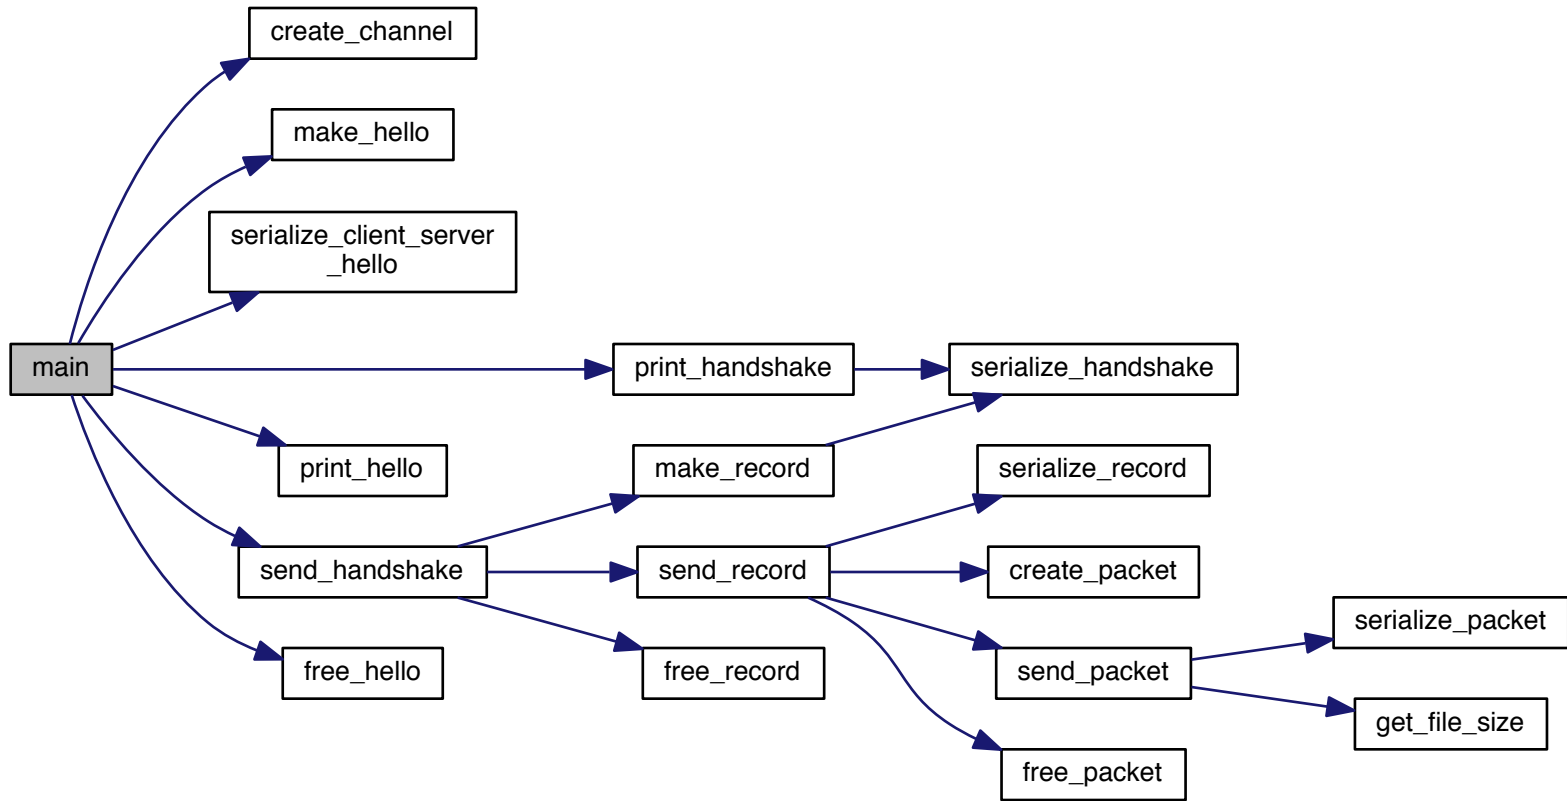 create_channel
make_hello
serialize_client_server
_hello
main
print_handshake
serialize_handshake
print_hello
make_record
serialize_record
send_handshake
send_record
create_packet
serialize_packet
free_hello
free_record
send_packet
get_file_size
free_packet